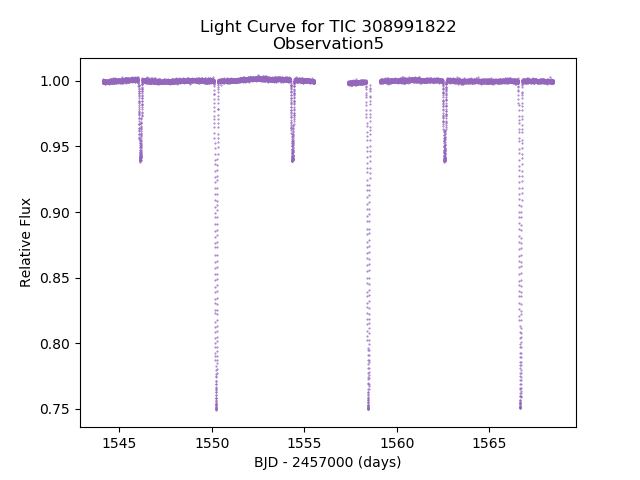 Light Curve for TIC 308991822
Observation5
1.00
0.95
0.90
0.85
0.80
0.75
Relative Flux
1545
1550
1555
1560
1565
BJD - 2457000 (days)